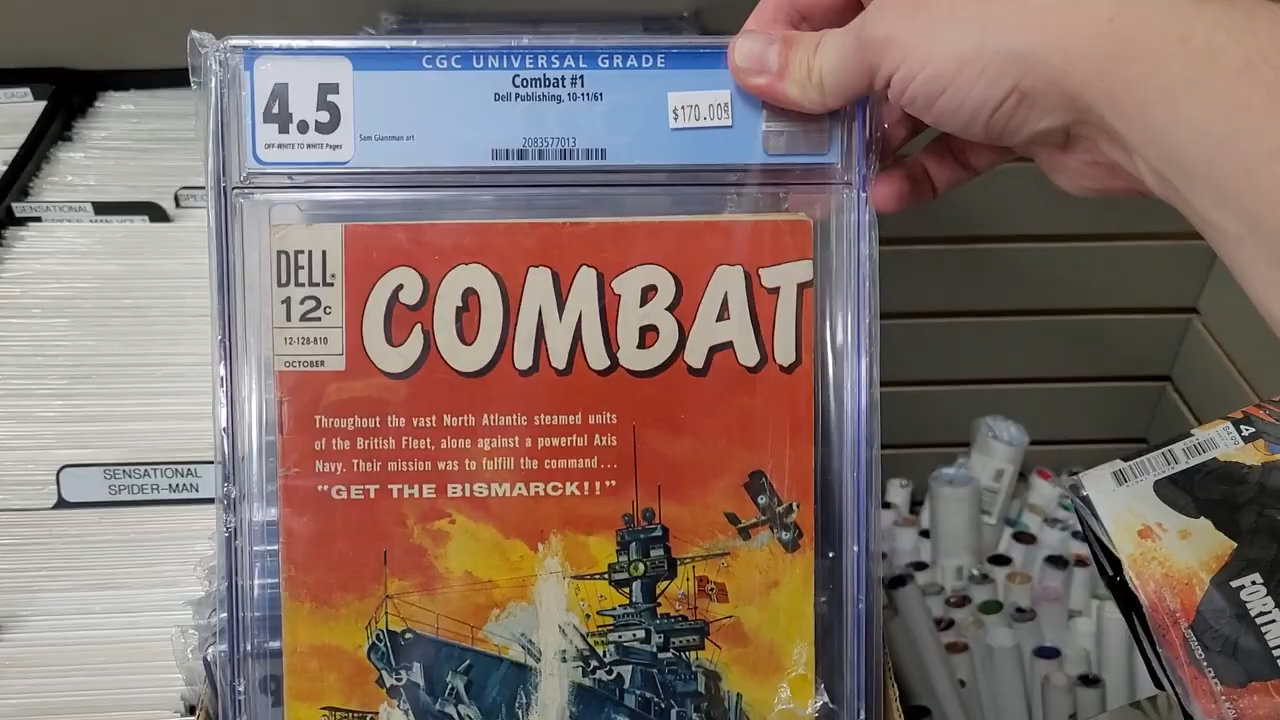 CGC UNIVERSAL GRADE
4.5
OFF-WHITE TO WHITE Pages
Combat #1
Dell Publishing, 10-11/61
Sam Glanzman art
2083577013
$170.00
SAGA
SENSATIONAL
SENSATIONAL
SPIDER-MAN
DELL
12c
12-128-810
OCTOBER
COMBAT
Throughout the vast North Atlantic steamed units
of the British Fleet, alone against a powerful Axis
Navy. Their mission was to fulfill the command...
"GET THE BISMARCK!!"
4